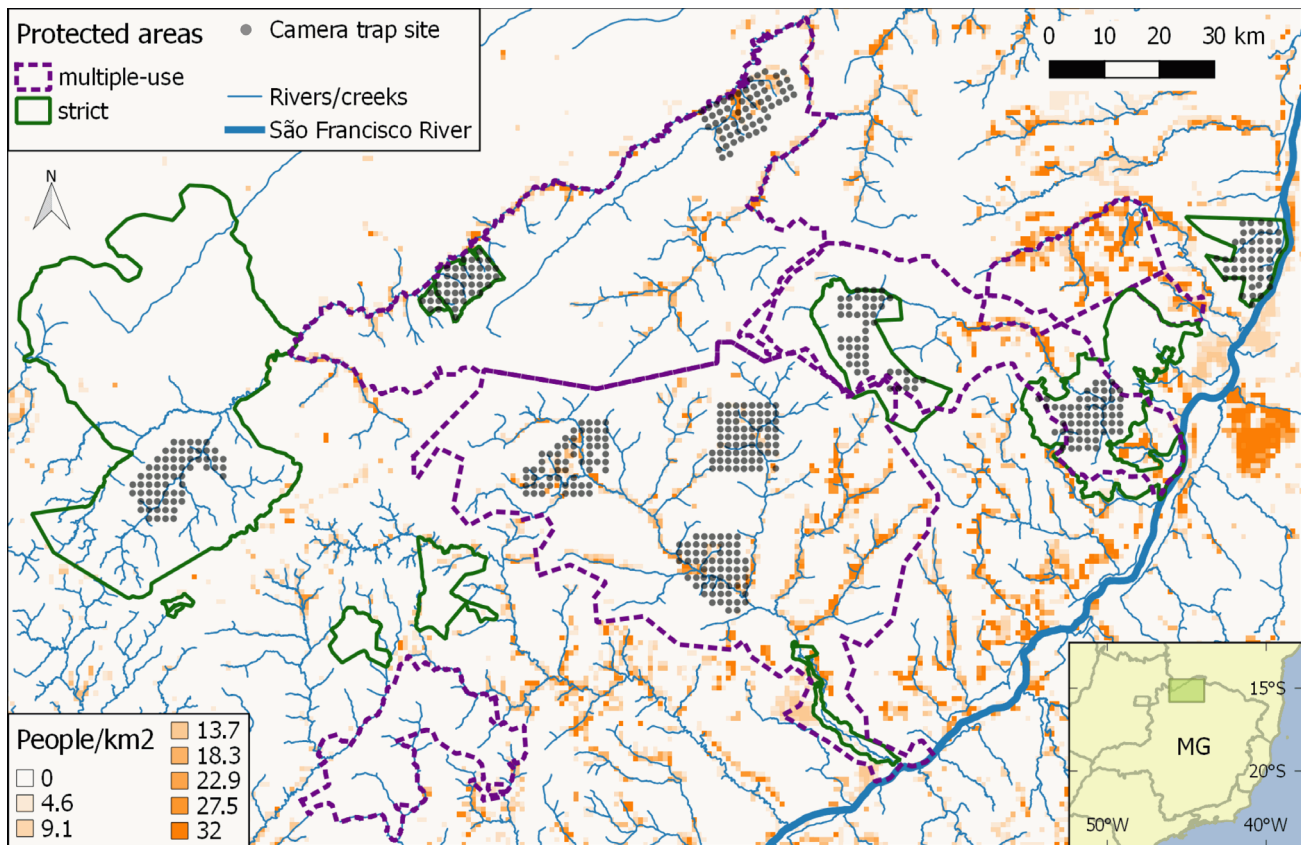 Protected areas
multiple-use
strict
Camera trap site
Rivers/creeks
São Francisco River
0 10 20 30 km
N
People/km2
0
4.6
9.1
13.7
18.3
22.9
27.5
32
MG
15°S
20°S
50°W 40°W